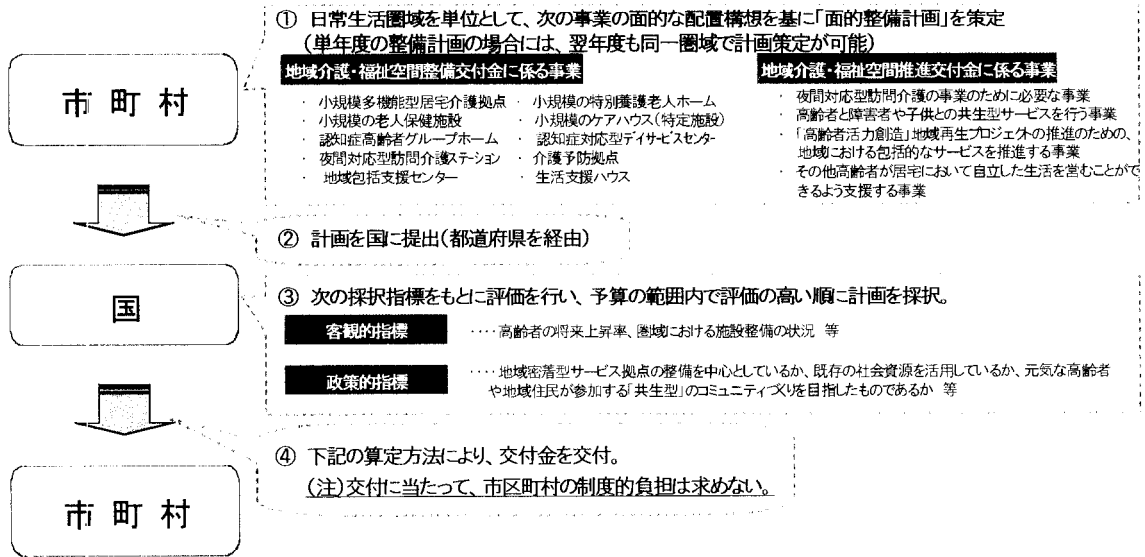 ① 日常生活圏域を単位として、次の事業の面的な配置構想を基に「面的整備計画」を策定
(単年度の整備計画の場合には、翌年度も同一圏域で計画策定が可能)
市町村
地域介護・福祉空間整備交付金に係る事業
・ 小規模多機能型居宅介護拠点 ・ 小規模の特別養護老人ホーム
・ 小規模の老人保健施設 ・ 小規模のケアハウス(特定施設)
・ 認知症高齢者グループホーム ・ 認知症対応型デイサービスセンター
・ 夜間対応型訪問介護ステーション ・ 介護予防拠点
・ 地域包括支援センター ・ 生活支援ハウス
地域介護・福祉空間推進交付金に係る事業
・ 夜間対応型訪問介護の事業のために必要な事業
・ 高齢者と障害者や子供との共生型サービスを行う事業
・ 「高齢者活力創造」地域再生プロジェクトの推進のための、
地域における包括的なサービスを推進する事業
・ その他高齢者が居宅において自立した生活を営むことがで
きるよう支援する事業
② 計画を国に提出(都道府県を経由)
国
③ 次の採択指標をもとに評価を行い、予算の範囲内で評価の高い順に計画を採択。
客観的指標 ‥‥高齢者の将来上昇率、圏域における施設整備の状況 等
政策的指標 ‥‥地域密着型サービス拠点の整備を中心としているか、既存の社会資源を活用しているか、元気な高齢者
や地域住民が参加する「共生型」のコミュニティづくりを目指したものであるか 等
④ 下記の算定方法により、交付金を交付。
(注)交付に当たって、市区町村の制度的負担は求めない。
市町村